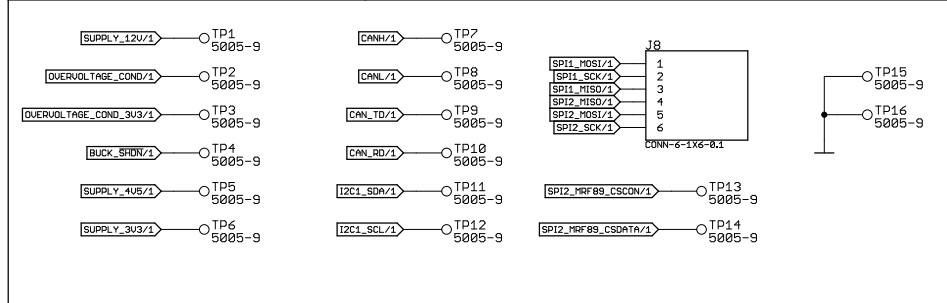 SUPPLY_12V/1 TP1
5005-9
OVERVOLTAGE_COND/1 TP2
5005-9
OVERVOLTAGE_COND_3V3/1 TP3
5005-9
BUCK_SHDN/1 TP4
5005-9
SUPPLY_4V5/1 TP5
5005-9
SUPPLY_3V3/1 TP6
5005-9
CANH/1 TP7
5005-9
CANL/1 TP8
5005-9
CAN_TD/1 TP9
5005-9
CAN_RD/1 TP10
5005-9
I2C1_SDA/1 TP11
5005-9
I2C1_SCL/1 TP12
5005-9
J8
SPI1_MOSI/1 1
SPI1_SCK/1 2
SPI1_MISO/1 3
SPI2_MISO/1 4
SPI2_MOSI/1 5
SPI2_SCK/1 6
CONN-6-1X6-0.1
SPI2_MRF89_CSCON/1 TP13
5005-9
SPI2_MRF89_CSDATA/1 TP14
5005-9
TP15
5005-9
TP16
5005-9